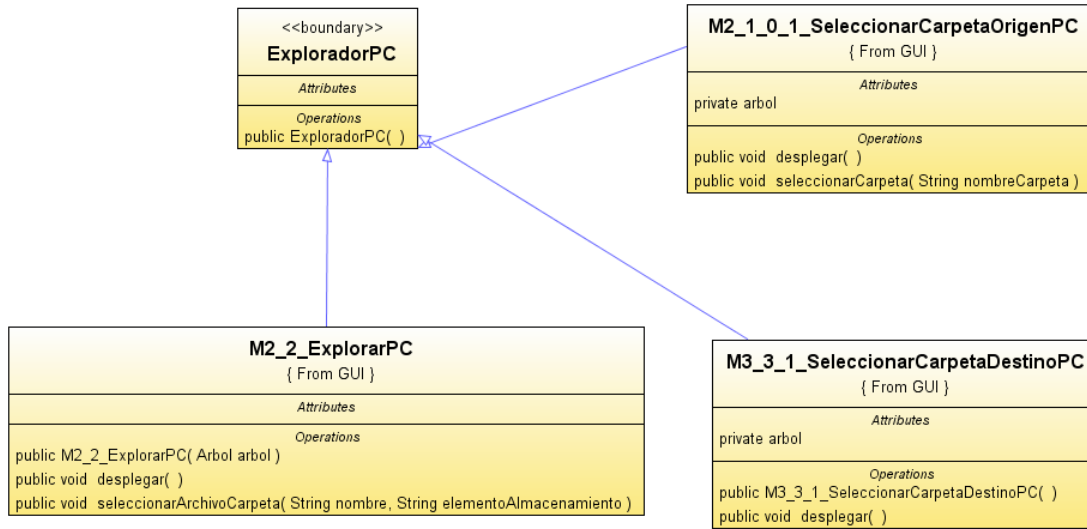 <<boundary>>
ExploradorPC
Attributes
Operations
public ExploradorPC( )
M2_1_0_1_SeleccionarCarpetaOrigenPC
{ From GUI }
Attributes
private arbol
Operations
public void desplegar( )
public void seleccionarCarpeta( String nombreCarpeta )
M2_2_ExplorarPC
{ From GUI }
Attributes
Operations
public M2_2_ExplorarPC( Arbol arbol )
public void desplegar( )
public void seleccionarArchivoCarpeta( String nombre, String elementoAlmacenamiento )
M3_3_1_SeleccionarCarpetaDestinoPC
{ From GUI }
Attributes
private arbol
Operations
public M3_3_1_SeleccionarCarpetaDestinoPC( )
public void desplegar( )